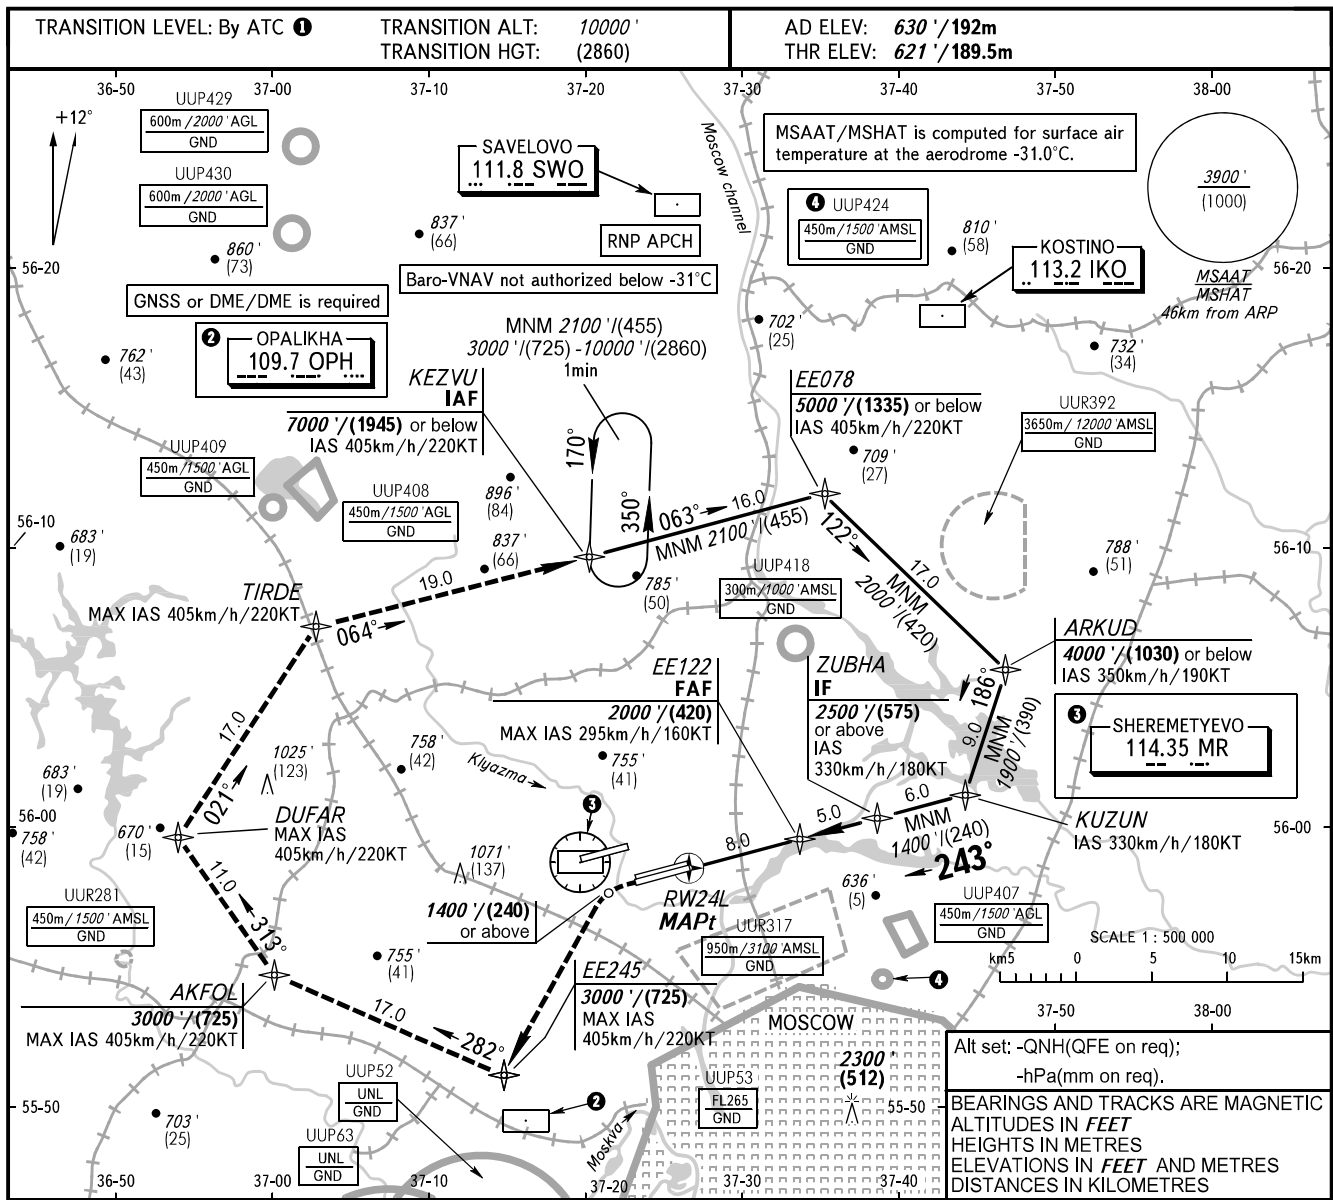 TRANSITION LEVEL: By ATC ❶
TRANSITION ALT: 10000'
TRANSITION HGT: (2860)
AD ELEV: 630'/192m
THR ELEV: 621'/189.5m
36-50
37-00
37-10
37-20
37-30
37-50
38-00
+12°
UUP429
600m/2000'AGL
GND
UUP430
600m/2000'AGL
GND
SAVELOVO
111.8 SWO
Moscow channel
MSAAT/MSHAT is computed for surface air
temperature at the aerodrome -31.0°C.
3900'
(1000)
MSAAT
MSHAT
46km from ARP
❹ UUP424
450m/1500'AMSL
GND
810'
(58)
KOSTINO
113.2 IKO
837'
(66)
RNP APCH
860'
(73)
56-20
56-20
Baro-VNAV not authorized below -31°C
GNSS or DME/DME is required
❷ OPALIKHA
109.7 OPH
MNM 2100'/(455)
3000'/(725) -10000'/(2860)
1min
702'
(25)
732'
(34)
762'
(43)
KEZVU
IAF
7000'/(1945) or below
IAS 405km/h/220KT
EE078
5000'/(1335) or below
IAS 405km/h/220KT
UUR392
3650m/12000'AMSL
GND
UUP409
450m/1500'AGL
GND
170°
350°
709'
(27)
UUP408
450m/1500'AGL
GND
896'
(84)
063°
16.0
MNM 2100'/(455)
122°
17.0
MNM
2000'/(420)
56-10
56-10
683'
(19)
837'
(66)
785'
(50)
UUP418
300m/1000'AMSL
GND
788'
(51)
19.0
TIRDE
MAX IAS 405km/h/220KT
064°
ARKUD
4000'/(1030) or below
IAS 350km/h/190KT
EE122
FAF
2000'/(420)
MAX IAS 295km/h/160KT
ZUBHA
IF
2500'/(575)
or above
IAS
330km/h/180KT
186°
9.0
MNM
1900'/(390)
❸ SHEREMETYEVO
114.35 MR
17.0
021°
1025'
(123)
758'
(42)
Klyazma
755'
(41)
683'
(19)
❸
56-00
56-00
758'
(42)
670'
(15)
DUFAR
MAX IAS
405km/h/220KT
5.0
6.0
MNM
1400'/(240)
243°
KUZUN
IAS 330km/h/180KT
8.0
1071'
(137)
11.0
313°
RW24L
MAPt
636'
(5)
UUP407
450m/1500'AGL
GND
UUR281
450m/1500'AMSL
GND
1400'/(240)
or above
UUR317
950m/3100'AMSL
GND
SCALE 1 : 500 000
km5 0 5 10 15km
755'
(41)
❹
AKFOL
3000'/(725)
MAX IAS 405km/h/220KT
17.0
282°
EE245
3000'/(725)
MAX IAS
405km/h/220KT
MOSCOW
37-50
38-00
2300'
(512)
UUP52
UNL
GND
UUP53
FL265
GND
❷
703'
(25)
55-50
55-50
UUP63
UNL
GND
Moskva
36-50
37-00
37-10
37-20
37-30
37-40
Alt set: -QNH(QFE on req);
-hPa(mm on req).
BEARINGS AND TRACKS ARE MAGNETIC
ALTITUDES IN FEET
HEIGHTS IN METRES
ELEVATIONS IN FEET AND METRES
DISTANCES IN KILOMETRES